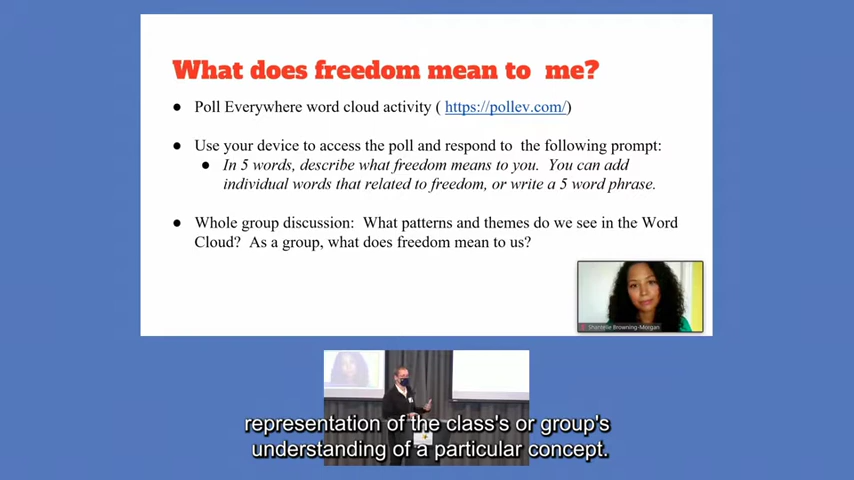 What does freedom mean to me?
● Poll Everywhere word cloud activity ( https://pollev.com/)
● Use your device to access the poll and respond to the following prompt:
● In 5 words, describe what freedom means to you. You can add
individual words that related to freedom, or write a 5 word phrase.
● Whole group discussion: What patterns and themes do we see in the Word
Cloud? As a group, what does freedom mean to us?
Shantelle Browning-Morgan
representation of the class's or group's
understanding of a particular concept.